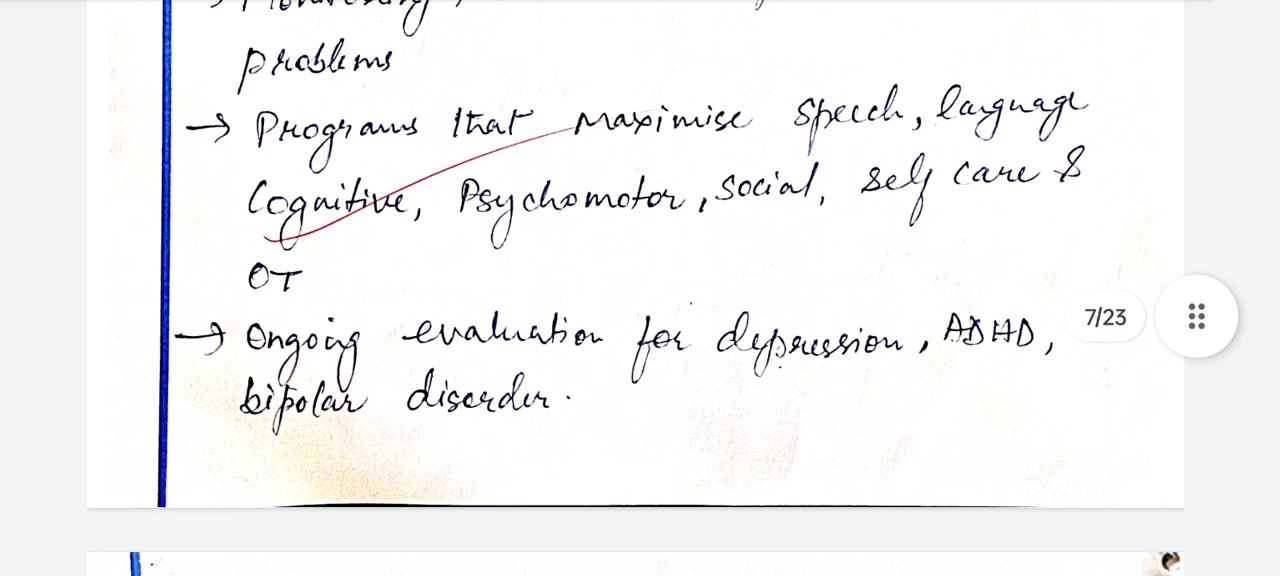 problems
→ Programs that maximise speech, language
Cognitive, Psychomotor, social, self care &
OT
→ Ongoing evaluation for depression, ADHD,
bipolar disorder.
7/23